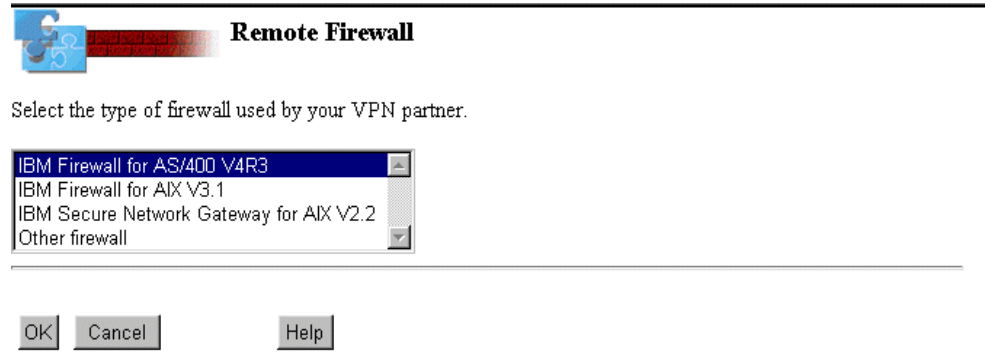 Remote Firewall
Select the type of firewall used by your VPN partner.
IBM Firewall for AS/400 V4R3
IBM Firewall for AIX V3.1
IBM Secure Network Gateway for AIX V2.2
Other firewall
OK Cancel Help